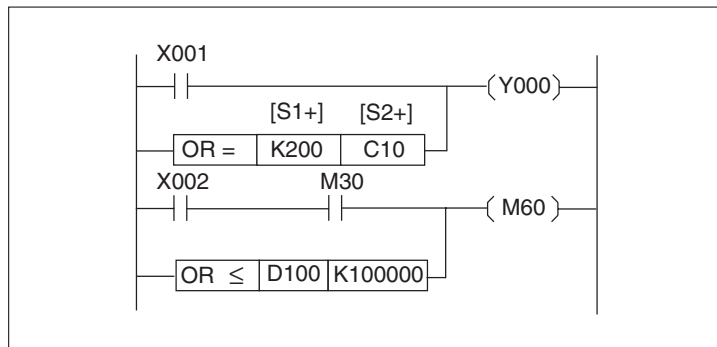 X001
Y000
[S1+] [S2+]
OR = K200 C10
X002 M30
M60
OR ≤ D100 K100000